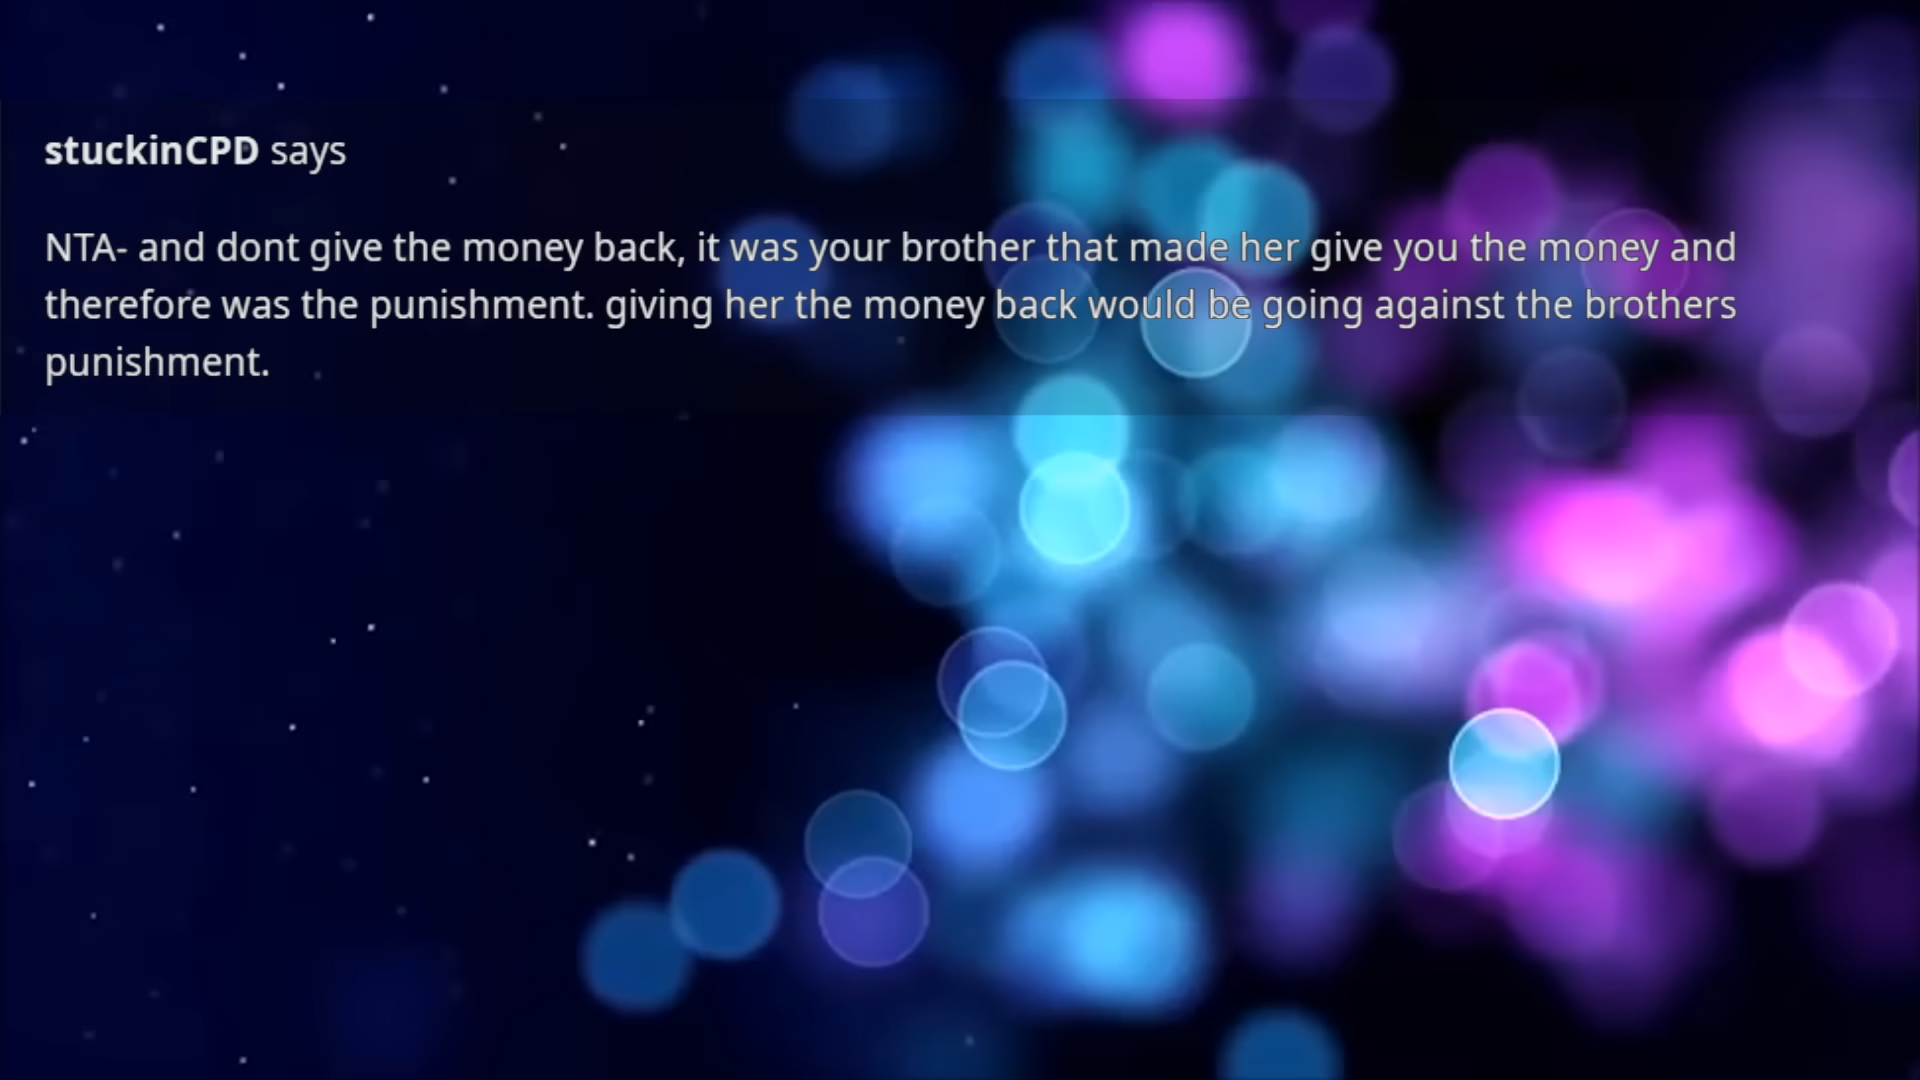 stuckinCPD says
NTA- and dont give the money back, it was your brother that made her give you the money and
therefore was the punishment. giving her the money back would be going against the brothers
punishment.